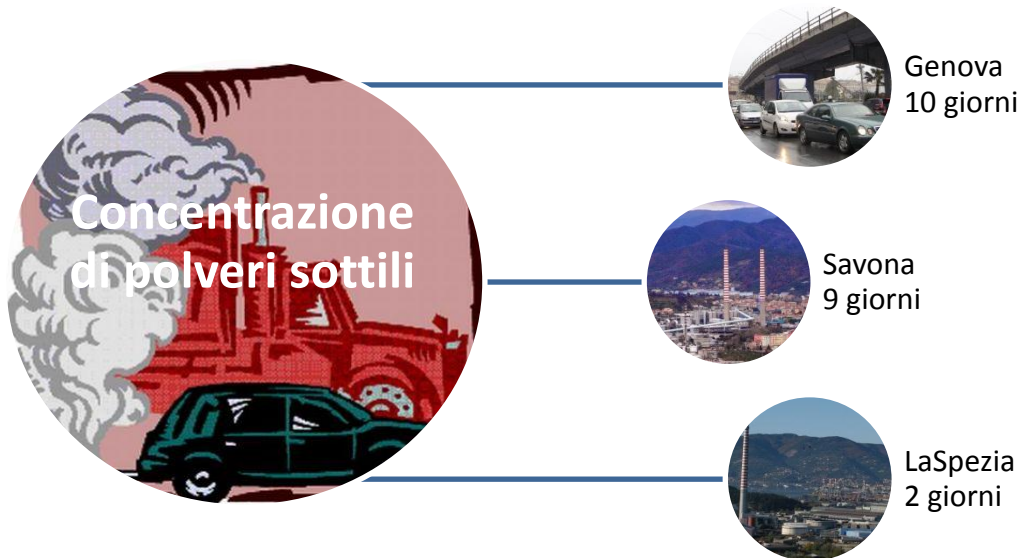 Concentrazione
di polveri sottili
Genova
10 giorni
Savona
9 giorni
LaSpezia
2 giorni